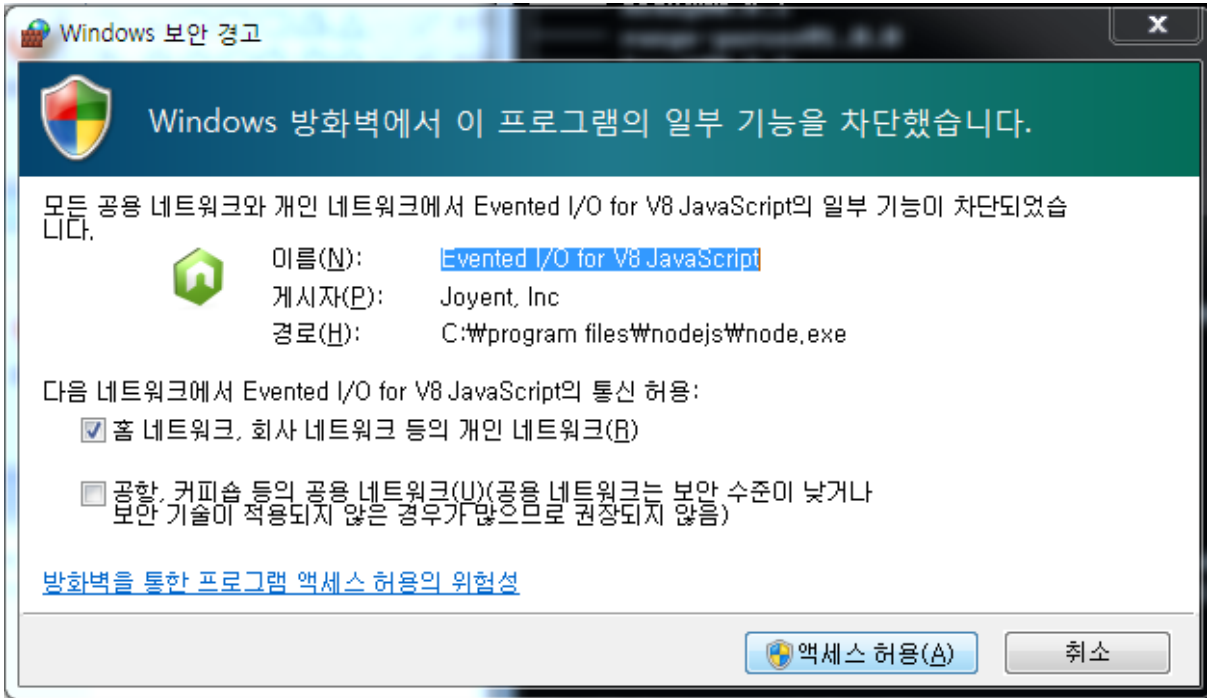 Windows 보안 경고
Windows 방화벽에서 이 프로그램의 일부 기능을 차단했습니다.
모든 공용 네트워크와 개인 네트워크에서 Evented I/O for V8 JavaScript의 일부 기능이 차단되었습
니다.
이름(N): Evented I/O for V8 JavaScript
게시자(P): Joyent, Inc
경로(H): C:₩program files₩nodejs₩node.exe
다음 네트워크에서 Evented I/O for V8 JavaScript의 통신 허용:
홈 네트워크, 회사 네트워크 등의 개인 네트워크(R)
공항, 커피숍 등의 공용 네트워크(U)(공용 네트워크는 보안 수준이 낮거나
보안 기술이 적용되지 않은 경우가 많으므로 권장되지 않음)
방화벽을 통한 프로그램 액세스 허용의 위험성
액세스 허용(A)
취소